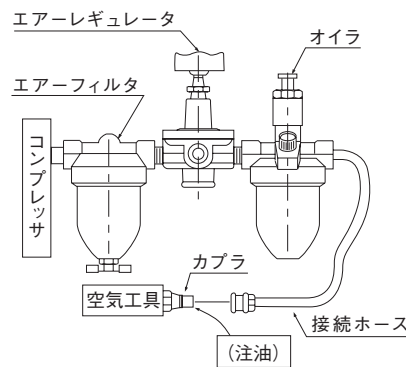 エアーレギュレータ
オイラ
エアーフィルタ
コンプレッサ
カプラ
空気工具
接続ホース
(注油)